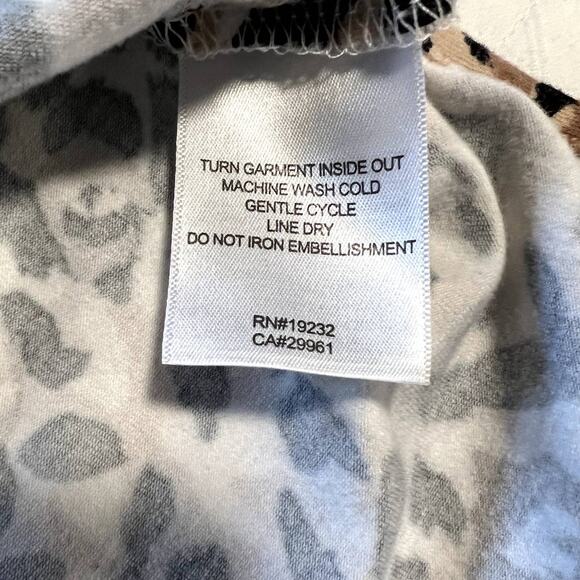 TURN GARMENT INSIDE OUT
MACHINE WASH COLD
GENTLE CYCLE
LINE DRY
DO NOT IRON EMBELLISHMENT
RN#19232
CA#29961